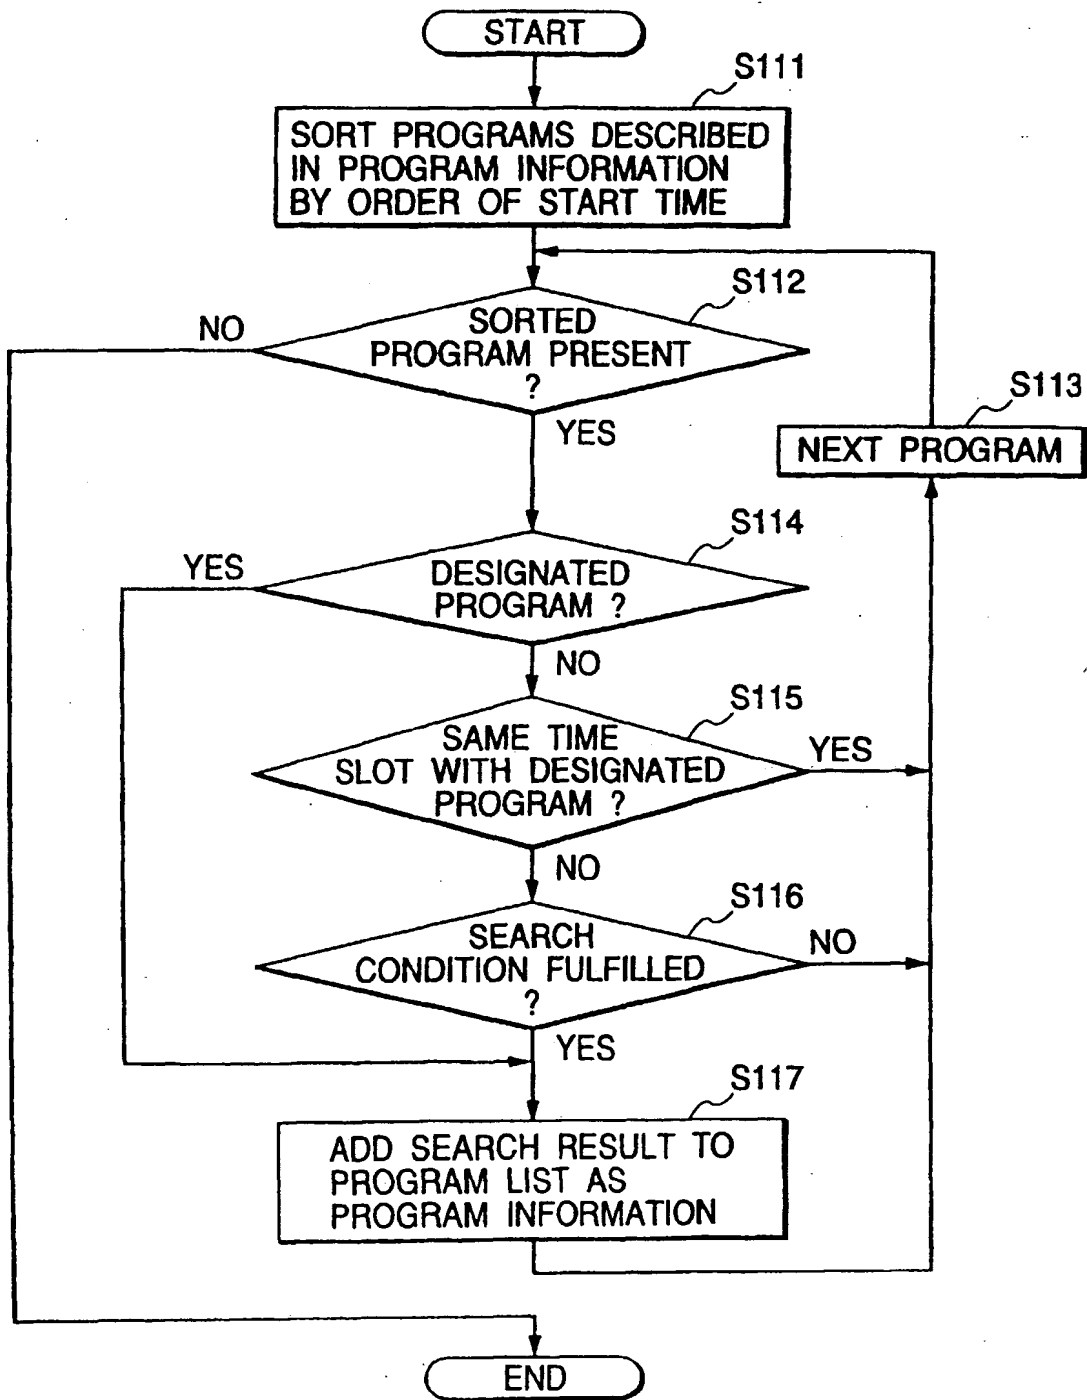 START
S111
SORT PROGRAMS DESCRIBED
IN PROGRAM INFORMATION
BY ORDER OF START TIME
S112
NO
SORTED
PROGRAM PRESENT
?
YES
S113
NEXT PROGRAM
S114
YES
DESIGNATED
PROGRAM ?
NO
S115
SAME TIME
SLOT WITH DESIGNATED
PROGRAM ?
YES
NO
S116
SEARCH
CONDITION FULFILLED
?
NO
YES
S117
ADD SEARCH RESULT TO
PROGRAM LIST AS
PROGRAM INFORMATION
END